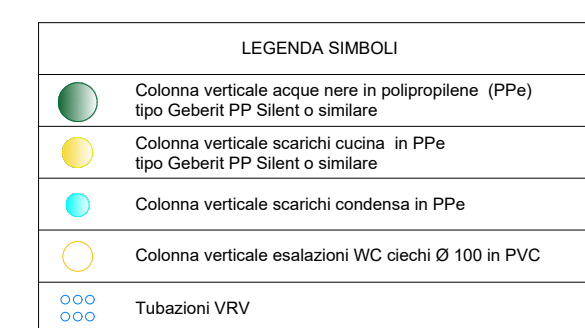 LEGENDA SIMBOLI
Colonna verticale acque nere in polipropilene (PPe)
tipo Geberit PP Silent o similare
Colonna verticale scarichi cucina in PPe
tipo Geberit PP Silent o similare
Colonna verticale scarichi condensa in PPe
Colonna verticale esalazioni WC ciechi Ø 100 in PVC
Tubazioni VRV